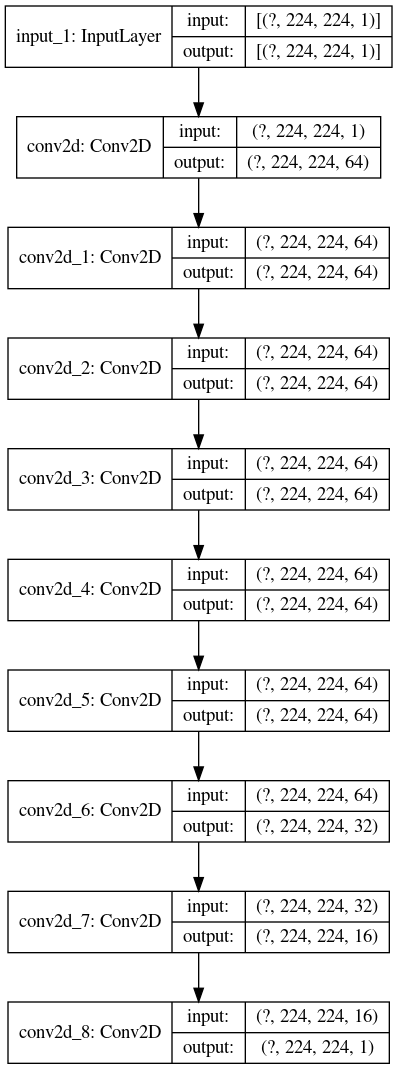 input_1: InputLayer
input: [(?, 224, 224, 1)]
output: [(?, 224, 224, 1)]
conv2d: Conv2D
input: (?, 224, 224, 1)
output: (?, 224, 224, 64)
conv2d_1: Conv2D
input: (?, 224, 224, 64)
output: (?, 224, 224, 64)
conv2d_2: Conv2D
input: (?, 224, 224, 64)
output: (?, 224, 224, 64)
conv2d_3: Conv2D
input: (?, 224, 224, 64)
output: (?, 224, 224, 64)
conv2d_4: Conv2D
input: (?, 224, 224, 64)
output: (?, 224, 224, 64)
conv2d_5: Conv2D
input: (?, 224, 224, 64)
output: (?, 224, 224, 64)
conv2d_6: Conv2D
input: (?, 224, 224, 64)
output: (?, 224, 224, 32)
conv2d_7: Conv2D
input: (?, 224, 224, 32)
output: (?, 224, 224, 16)
conv2d_8: Conv2D
input: (?, 224, 224, 16)
output: (?, 224, 224, 1)